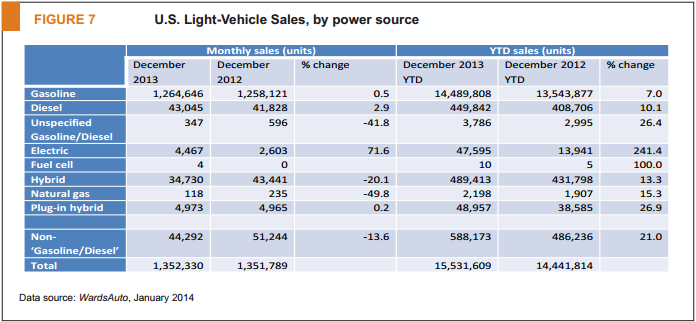 FIGURE 7 U.S. Light-Vehicle Sales, by power source
Monthly sales (units) YTD sales (units)
December 2013 December 2012 % change December 2013 YTD December 2012 YTD % change
Gasoline 1,264,646 1,258,121 0.5 14,489,808 13,543,877 7.0
Diesel 43,045 41,828 2.9 449,842 408,706 10.1
Unspecified Gasoline/Diesel 347 596 -41.8 3,786 2,995 26.4
Electric 4,467 2,603 71.6 47,595 13,941 241.4
Fuel cell 4 0 10 5 100.0
Hybrid 34,730 43,441 -20.1 489,413 431,798 13.3
Natural gas 118 235 -49.8 2,198 1,907 15.3
Plug-in hybrid 4,973 4,965 0.2 48,957 38,585 26.9
Non-'Gasoline/Diesel' 44,292 51,244 -13.6 588,173 486,236 21.0
Total 1,352,330 1,351,789 15,531,609 14,441,814
Data source: WardsAuto, January 2014